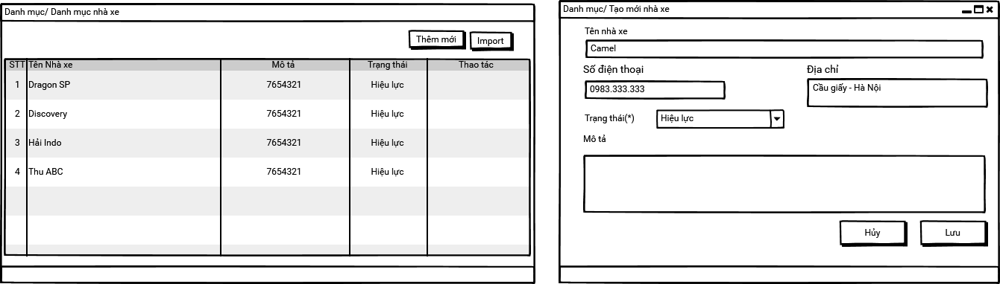 Danh mục/ Danh mục nhà xe
Thêm mới Import
STT Tên Nhà xe Mô tả Trạng thái Thao tác
1 Dragon SP 7654321 Hiệu lực
2 Discovery 7654321 Hiệu lực
3 Hải Indo 7654321 Hiệu lực
4 Thu ABC 7654321 Hiệu lực
Danh mục/ Tạo mới nhà xe
Tên nhà xe
Camel
Số điện thoại Địa chỉ
0983.333.333 Cầu giấy - Hà Nội
Trạng thái(*) Hiệu lực
Mô tả
Hủy Lưu